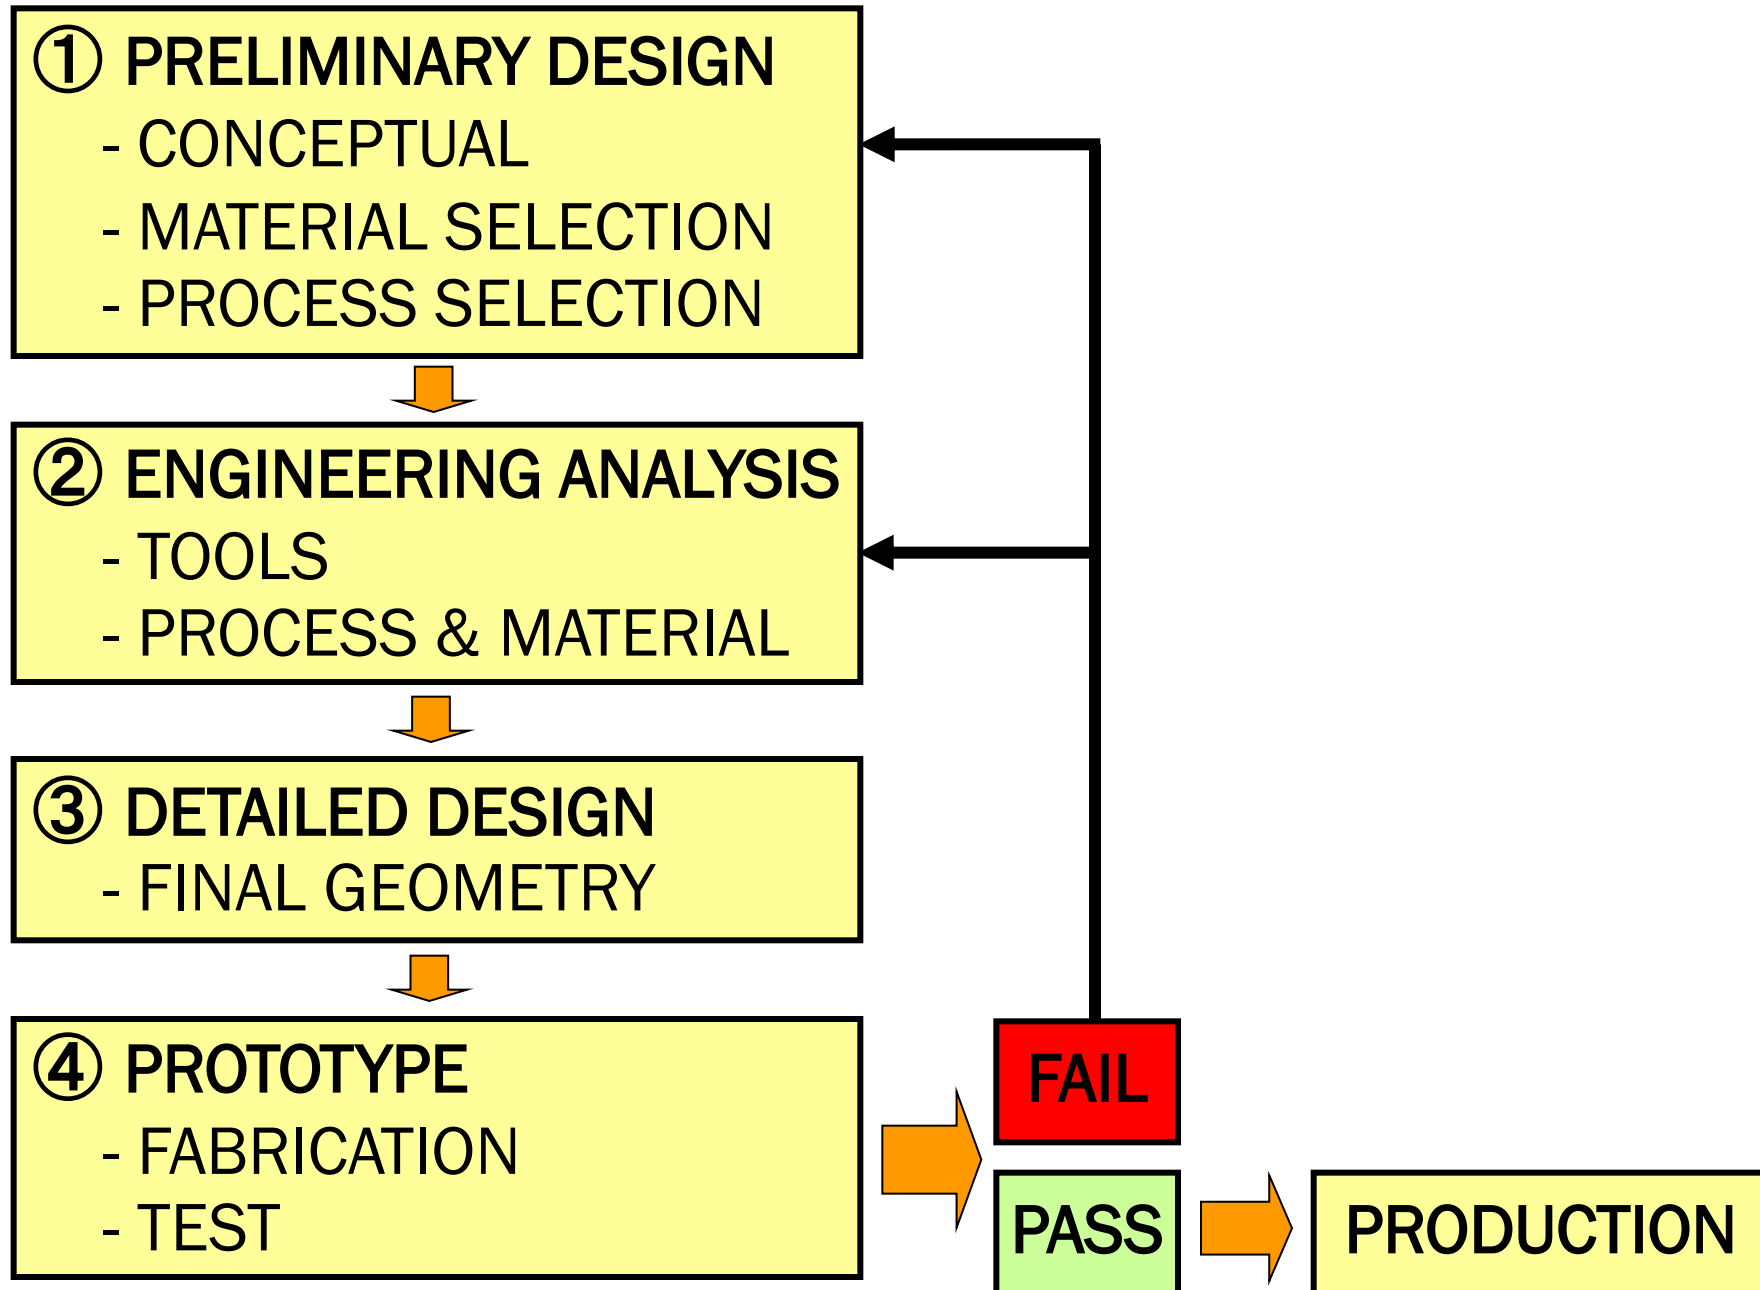 ① PRELIMINARY DESIGN
- CONCEPTUAL
- MATERIAL SELECTION
- PROCESS SELECTION
② ENGINEERING ANALYSIS
- TOOLS
- PROCESS & MATERIAL
③ DETAILED DESIGN
- FINAL GEOMETRY
④ PROTOTYPE
- FABRICATION
- TEST
FAIL
PASS
PRODUCTION